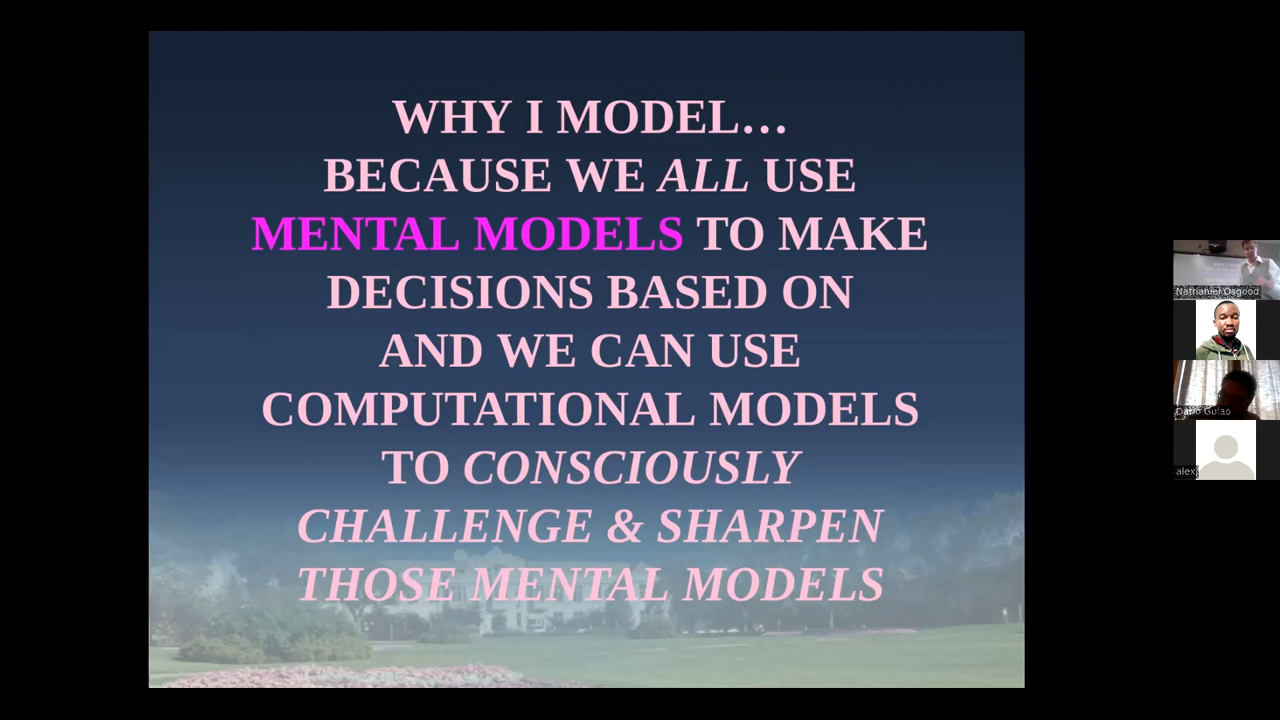 WHY I MODEL…
BECAUSE WE ALL USE
MENTAL MODELS TO MAKE
DECISIONS BASED ON
AND WE CAN USE
COMPUTATIONAL MODELS
TO CONSCIOUSLY
CHALLENGE & SHARPEN
THOSE MENTAL MODELS
Nathaniel Osgood
Gulao
alex